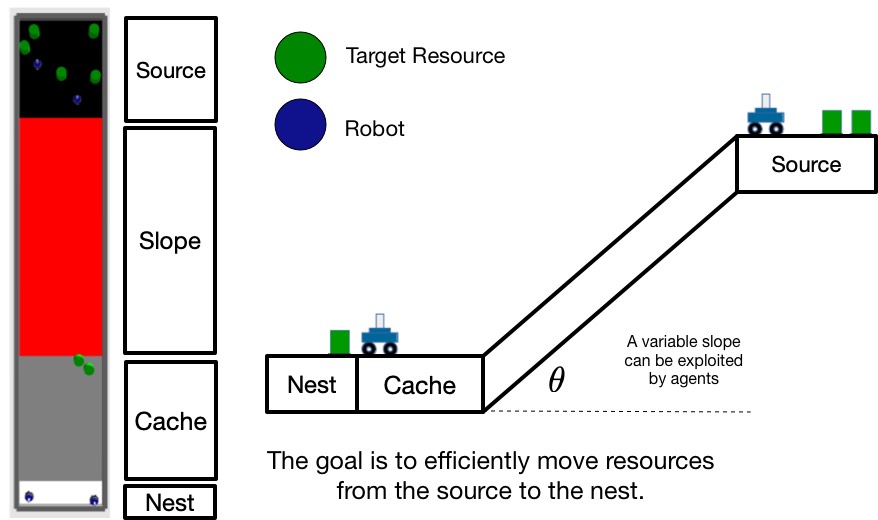 Source
Slope
Cache
Nest
Target Resource
Robot
Source
Nest
Cache
θ
A variable slope
can be exploited
by agents
The goal is to efficiently move resources
from the source to the nest.